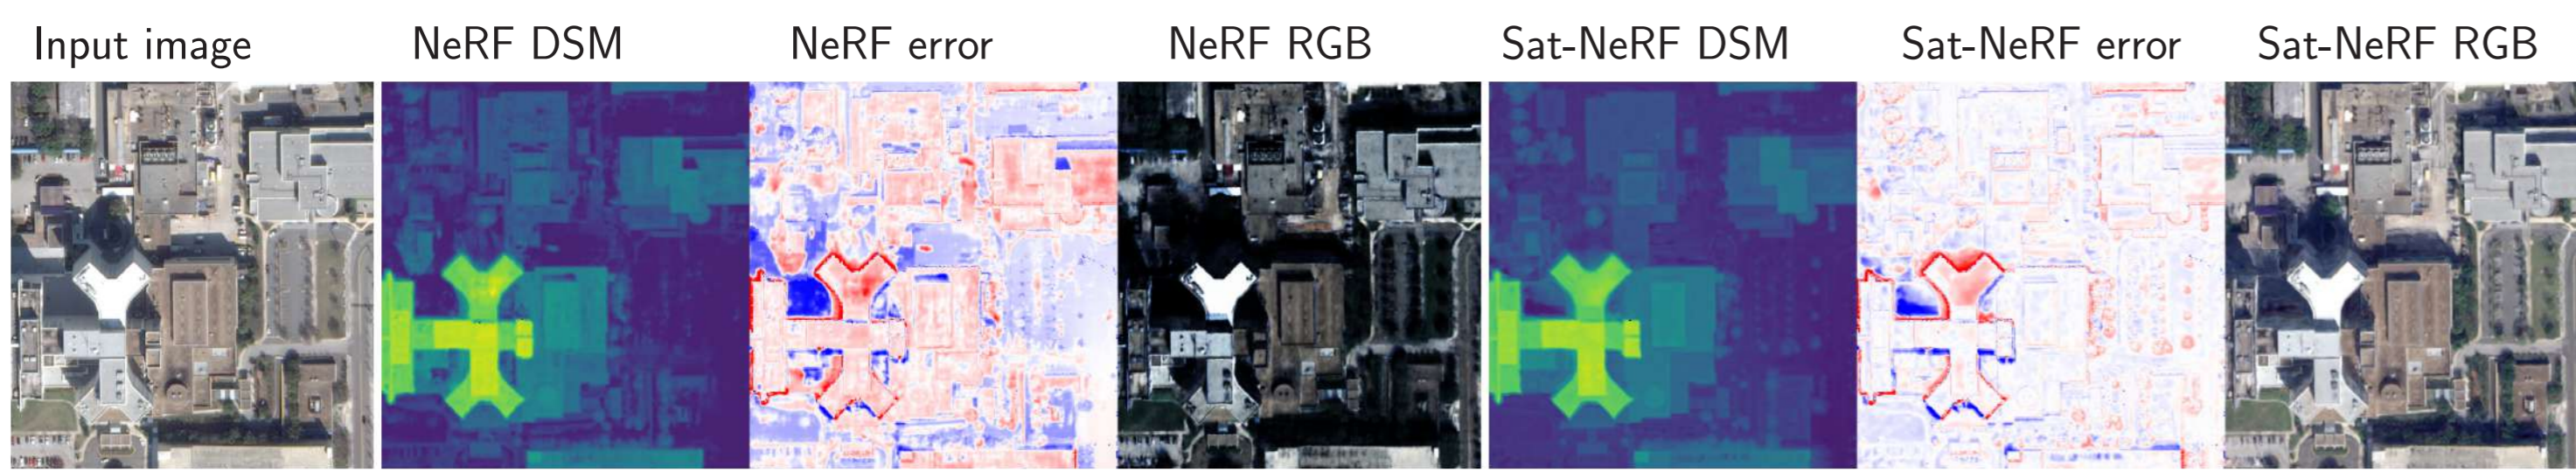 Input image NeRF DSM NeRF error NeRF RGB Sat-NeRF DSM Sat-NeRF error Sat-NeRF RGB